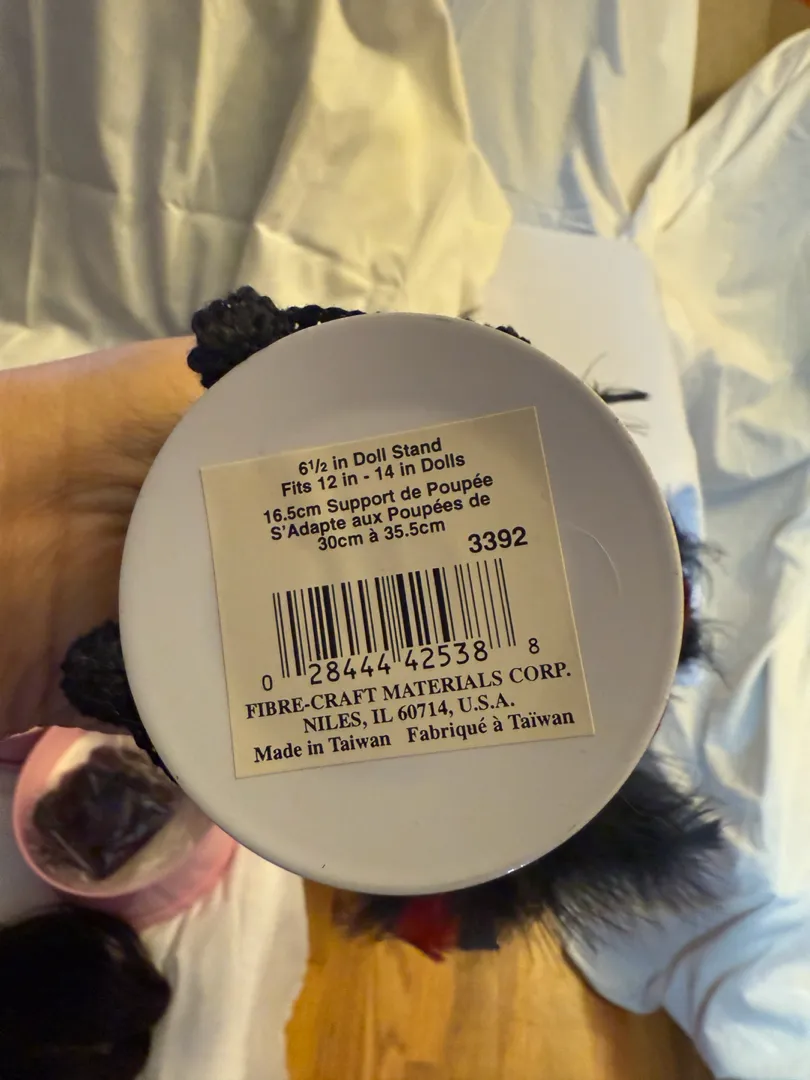 6 1/2 in Doll Stand
Fits 12 in - 14 in Dolls
16.5cm Support de Poupée
S'Adapte aux Poupées de
30cm à 35.5cm
3392
0 28444 42538 8
FIBRE-CRAFT MATERIALS CORP.
NILES, IL 60714, U.S.A.
Made in Taiwan Fabriqué à Taïwan